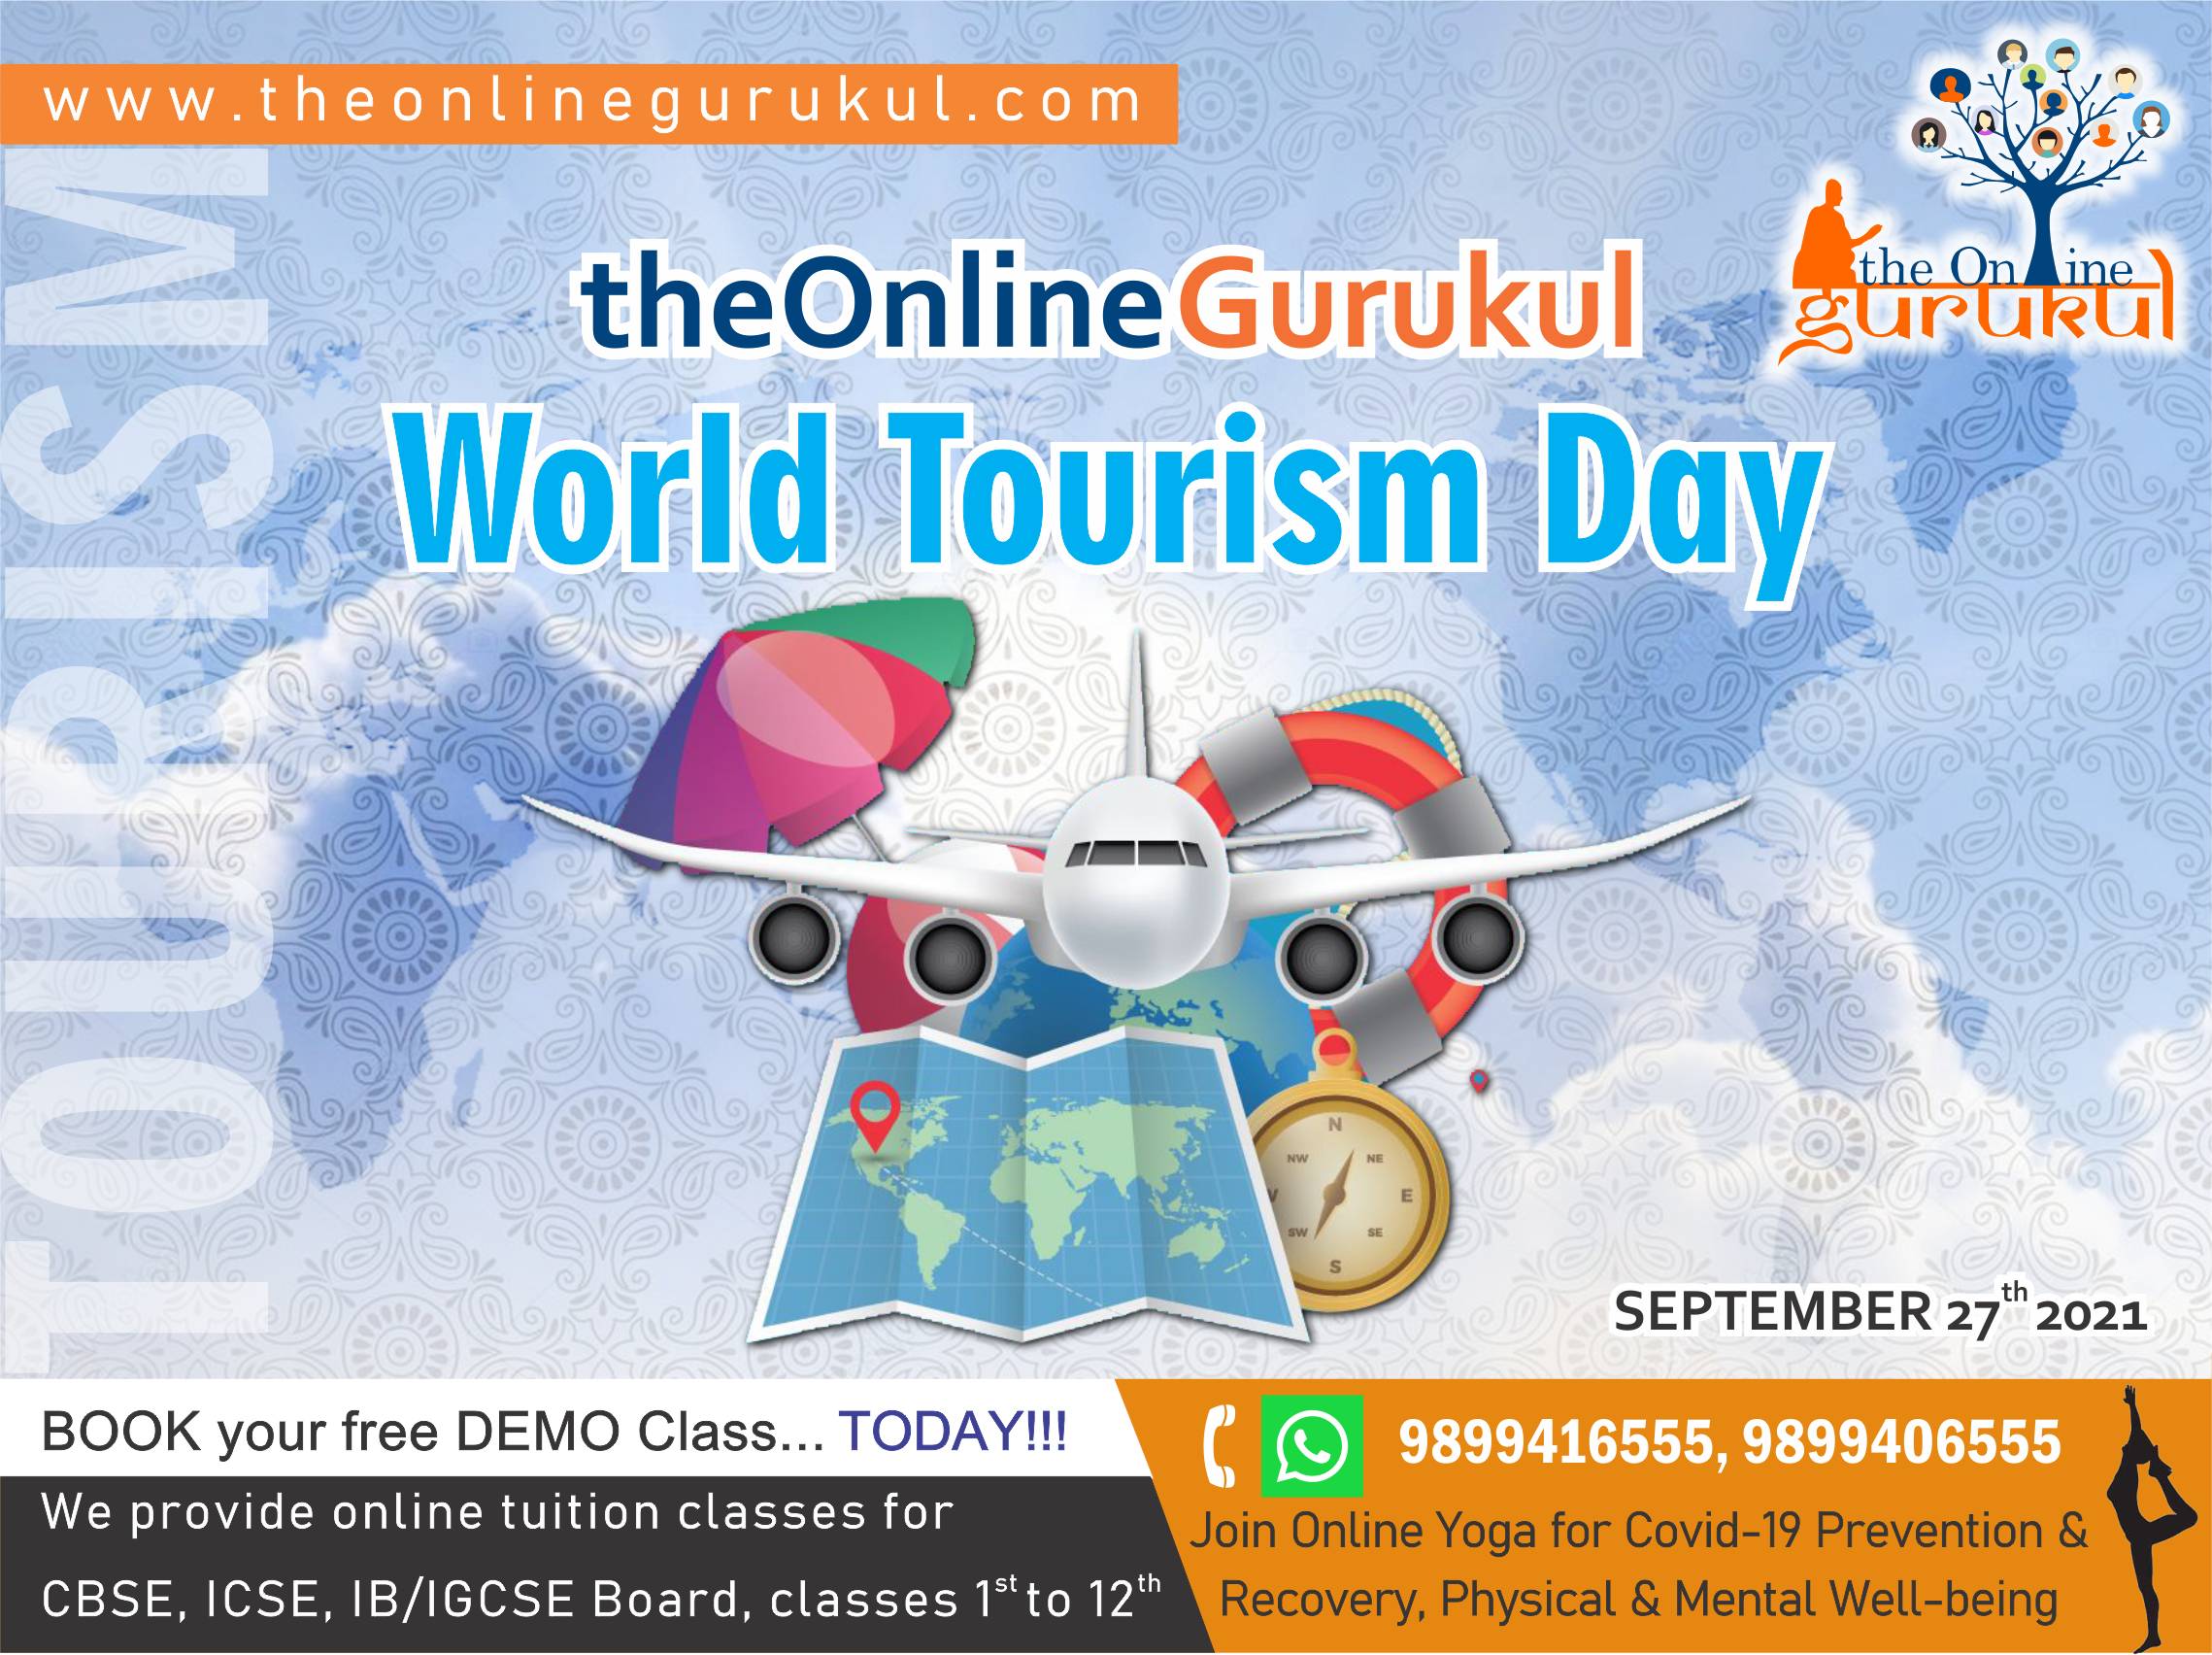 www.theonlinegurukul.com
the Online
gurukul
theOnlineGurukul
World Tourism Day
TOURISM
N
NW NE
E
SW SE
S
SEPTEMBER 27th 2021
BOOK your free DEMO Class... TODAY!!!
We provide online tuition classes for
CBSE, ICSE, IB/IGCSE Board, classes 1st to 12th
9899416555, 9899406555
Join Online Yoga for Covid-19 Prevention &
Recovery, Physical & Mental Well-being